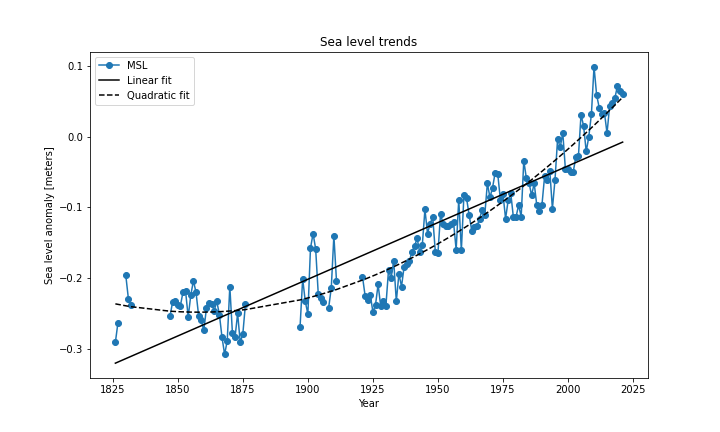 Sea level trends
MSL
Linear fit
Quadratic fit
0.1
0.0
−0.1
−0.2
−0.3
Sea level anomaly [meters]
1825 1850 1875 1900 1925 1950 1975 2000 2025
Year